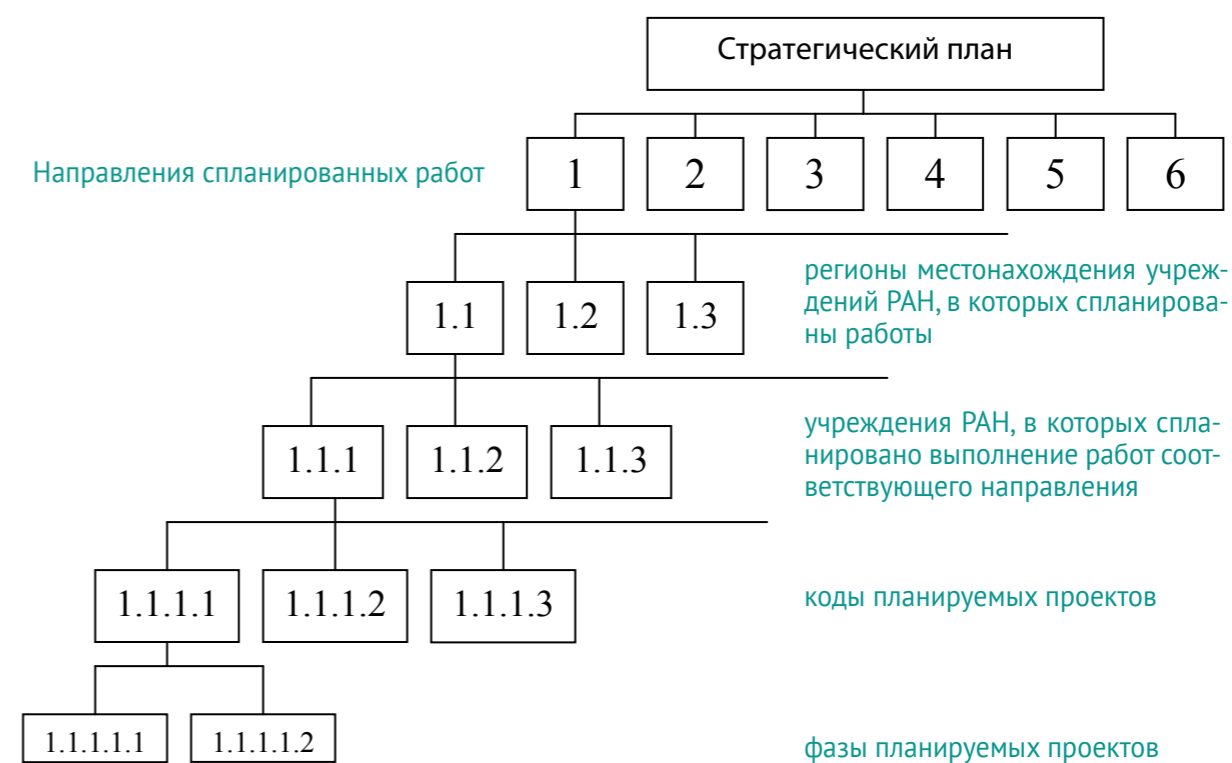 Стратегический план
Направления спланированных работ
1 2 3 4 5 6
1.1 1.2 1.3
регионы местонахождения учреж-
дений РАН, в которых спланирова-
ны работы
1.1.1 1.1.2 1.1.3
учреждения РАН, в которых спла-
нировано выполнение работ соот-
ветствующего направления
1.1.1.1 1.1.1.2 1.1.1.3
коды планируемых проектов
1.1.1.1.1 1.1.1.1.2
фазы планируемых проектов